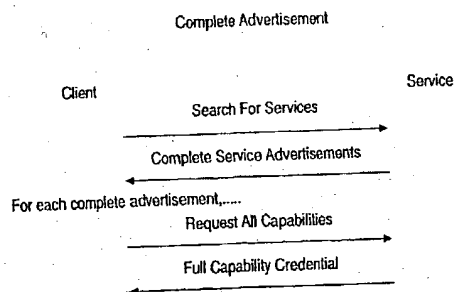 Complete Advertisement
Client
Service
Search For Services
Complete Service Advertisements
For each complete advertisement,.....
Request All Capabilities
Full Capability Credential